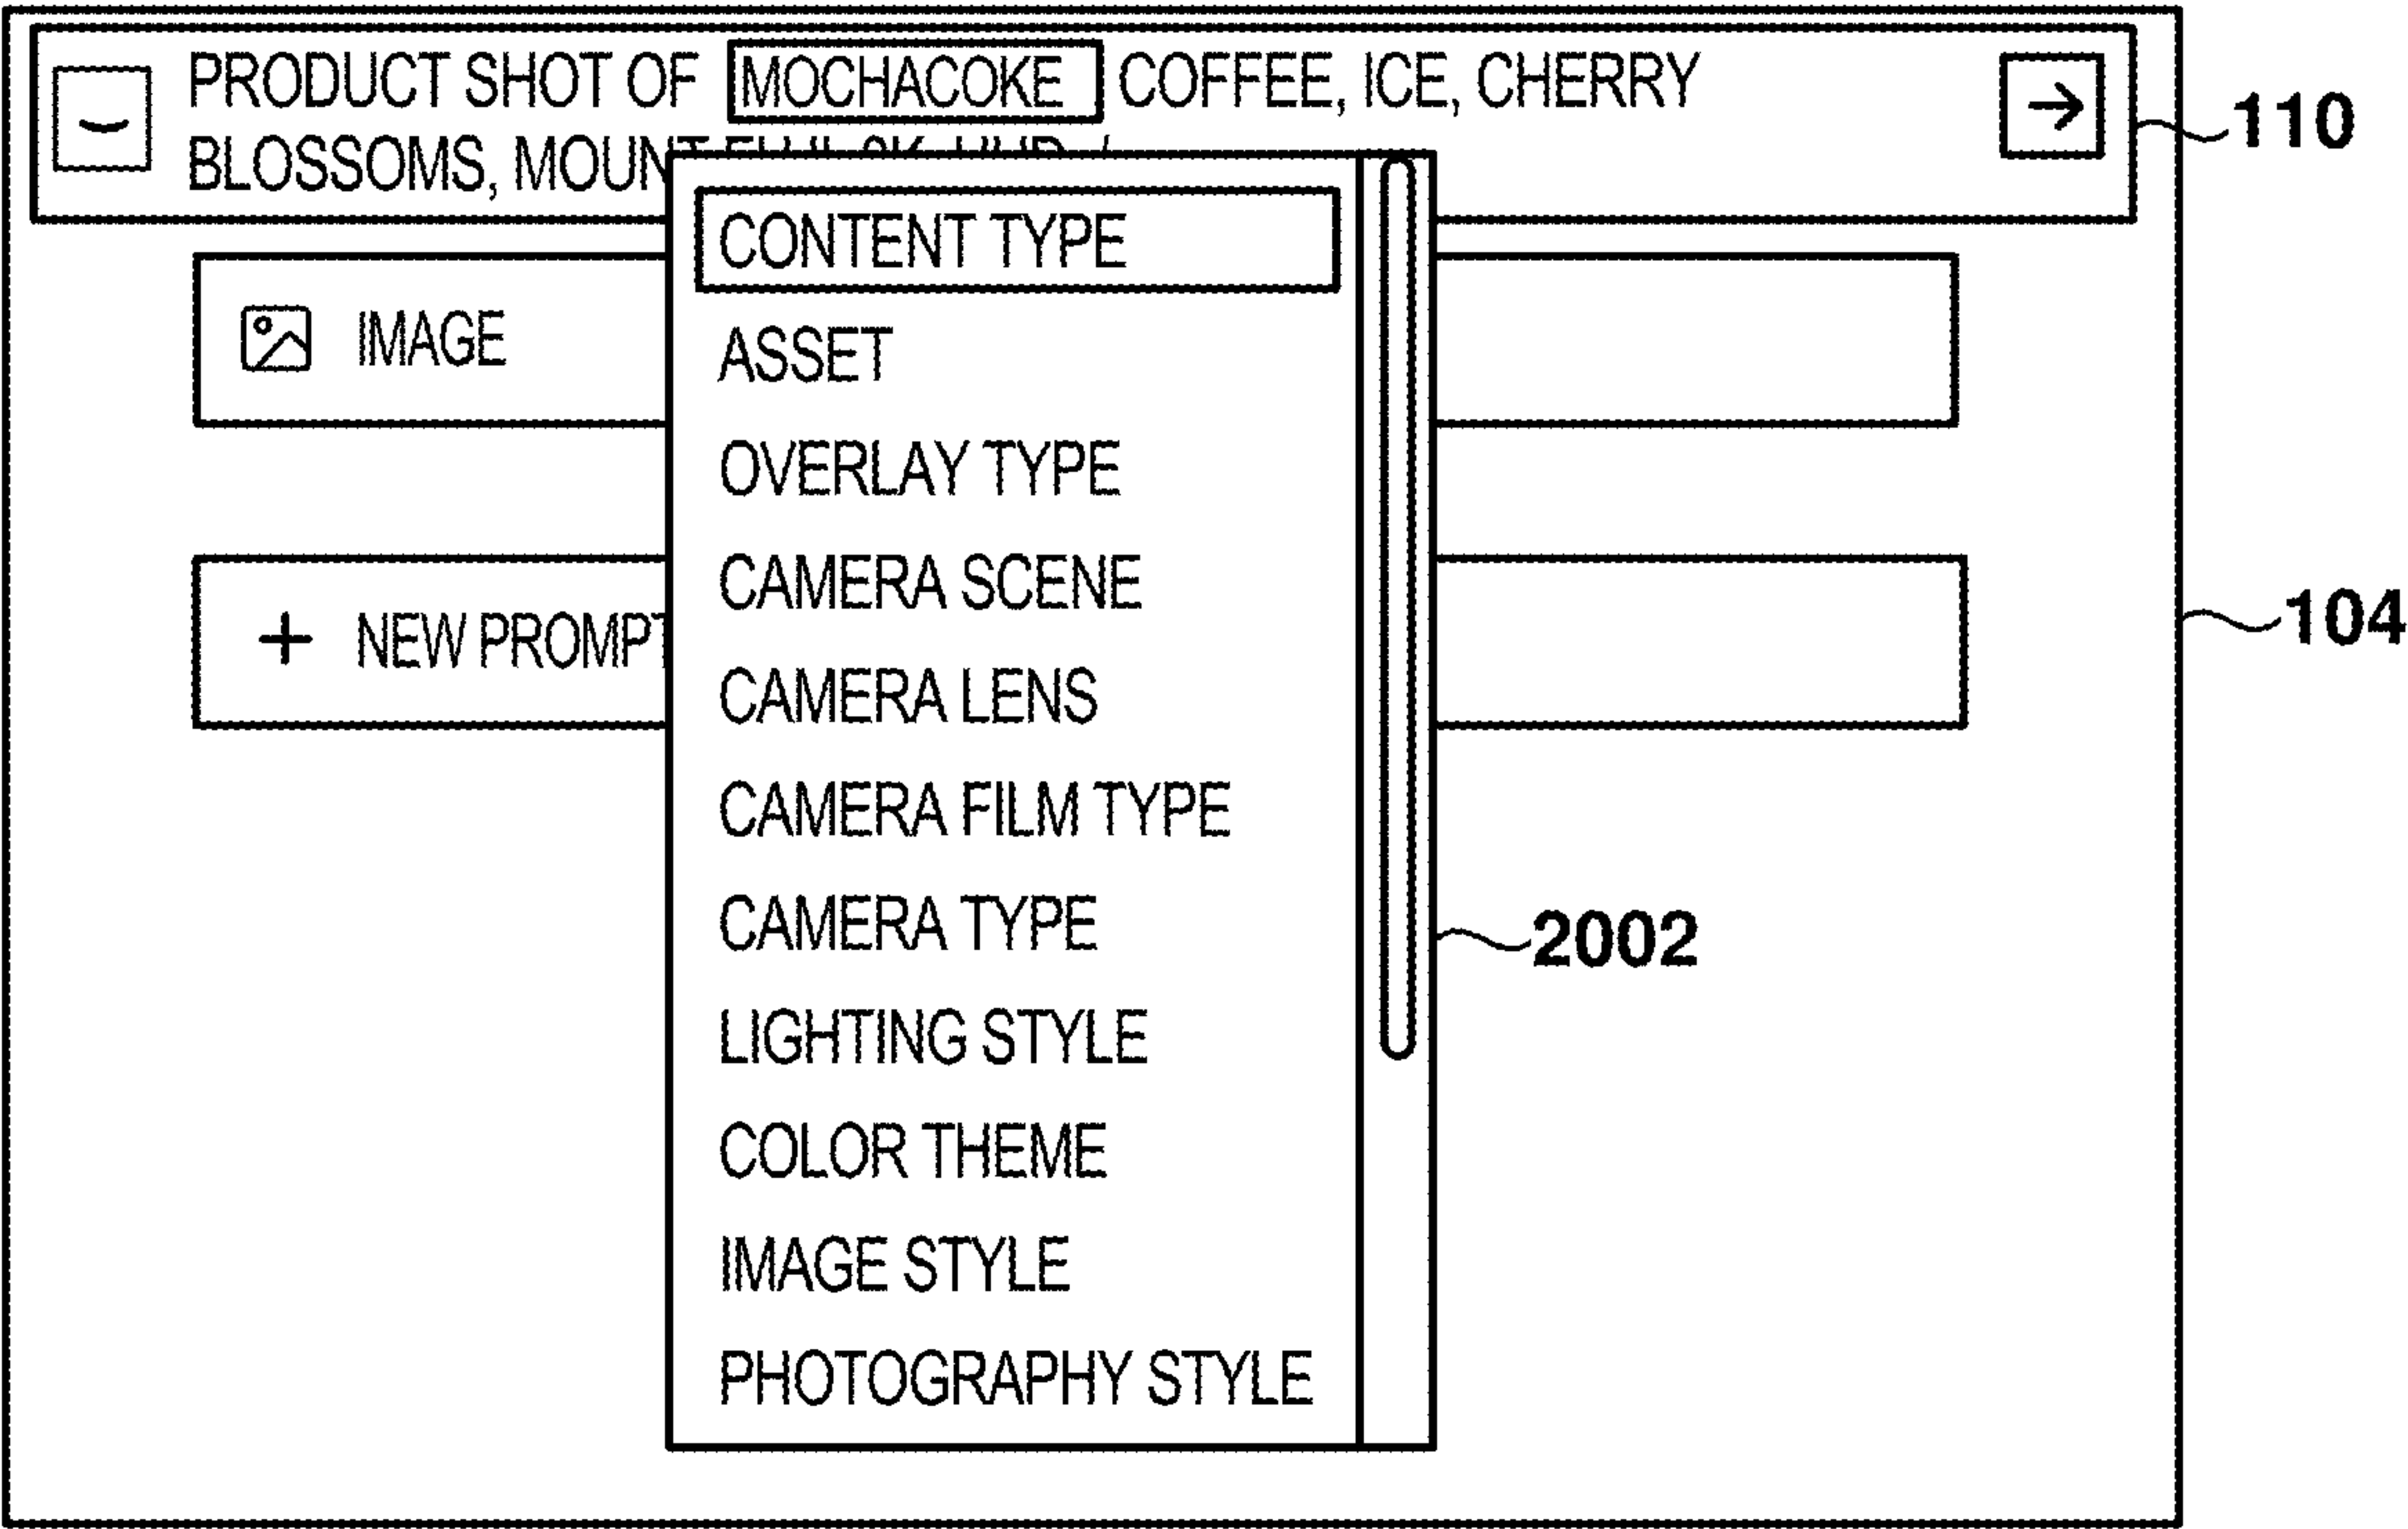 PRODUCT SHOT OF MOCHACOKE COFFEE, ICE, CHERRY
BLOSSOMS, MOUNT
110
CONTENT TYPE
IMAGE
ASSET
OVERLAY TYPE
CAMERA SCENE
104
NEW PROMPT
CAMERA LENS
CAMERA FILM TYPE
CAMERA TYPE
2002
LIGHTING STYLE
COLOR THEME
IMAGE STYLE
PHOTOGRAPHY STYLE